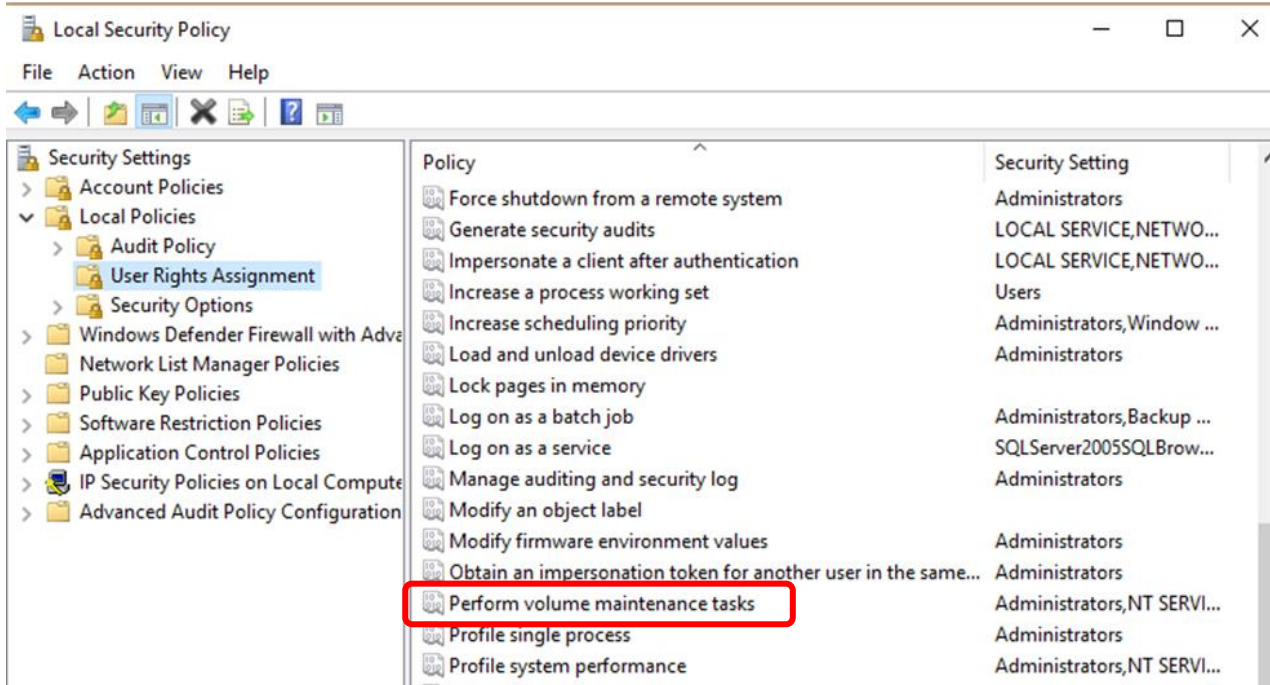 Local Security Policy
File Action View Help
Security Settings
Account Policies
Local Policies
Audit Policy
User Rights Assignment
Security Options
Windows Defender Firewall with Adva
Network List Manager Policies
Public Key Policies
Software Restriction Policies
Application Control Policies
IP Security Policies on Local Compute
Advanced Audit Policy Configuration
Policy Security Setting
Force shutdown from a remote system Administrators
Generate security audits LOCAL SERVICE,NETWO...
Impersonate a client after authentication LOCAL SERVICE,NETWO...
Increase a process working set Users
Increase scheduling priority Administrators,Window ...
Load and unload device drivers Administrators
Lock pages in memory
Log on as a batch job Administrators,Backup ...
Log on as a service SQLServer2005SQLBrow...
Manage auditing and security log Administrators
Modify an object label
Modify firmware environment values Administrators
Obtain an impersonation token for another user in the same... Administrators
Perform volume maintenance tasks Administrators,NT SERVI...
Profile single process Administrators
Profile system performance Administrators,NT SERVI...